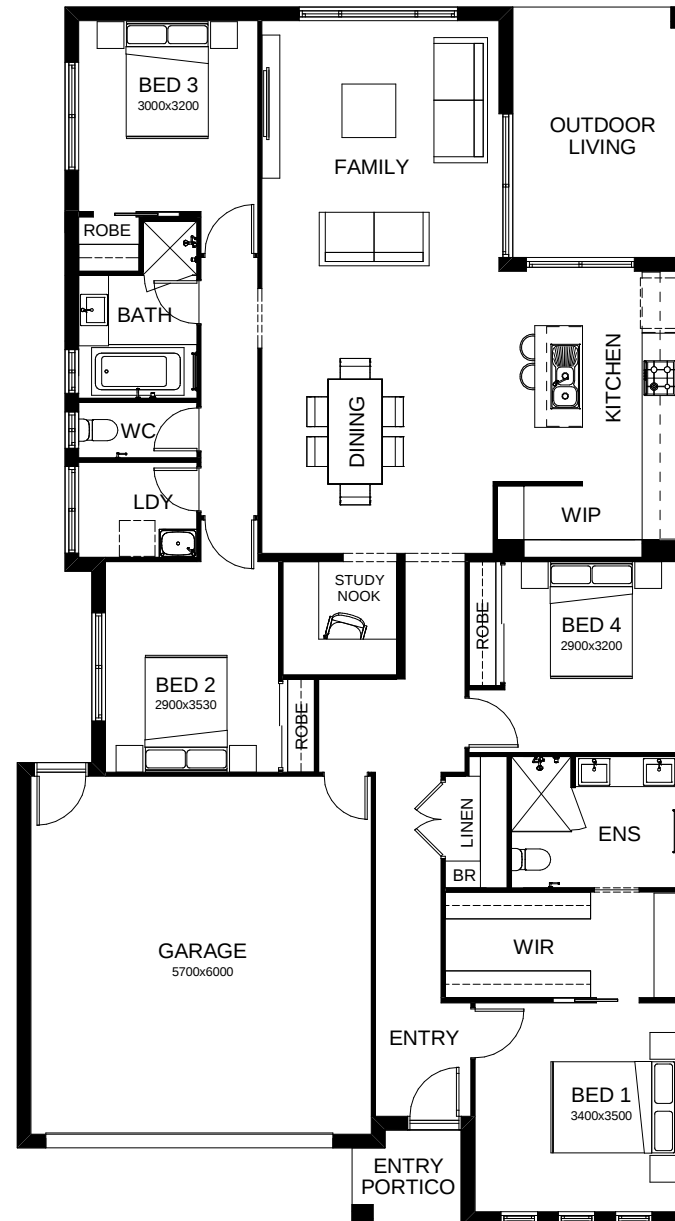 BED 3
3000x3200
FAMILY
OUTDOOR
LIVING
ROBE
BATH
KITCHEN
DINING
WC
LDY
WIP
STUDY
NOOK
ROBE
BED 4
2900x3200
BED 2
2900x3530
ROBE
LINEN
BR
ENS
GARAGE
5700x6000
WIR
ENTRY
BED 1
3400x3500
ENTRY
PORTICO